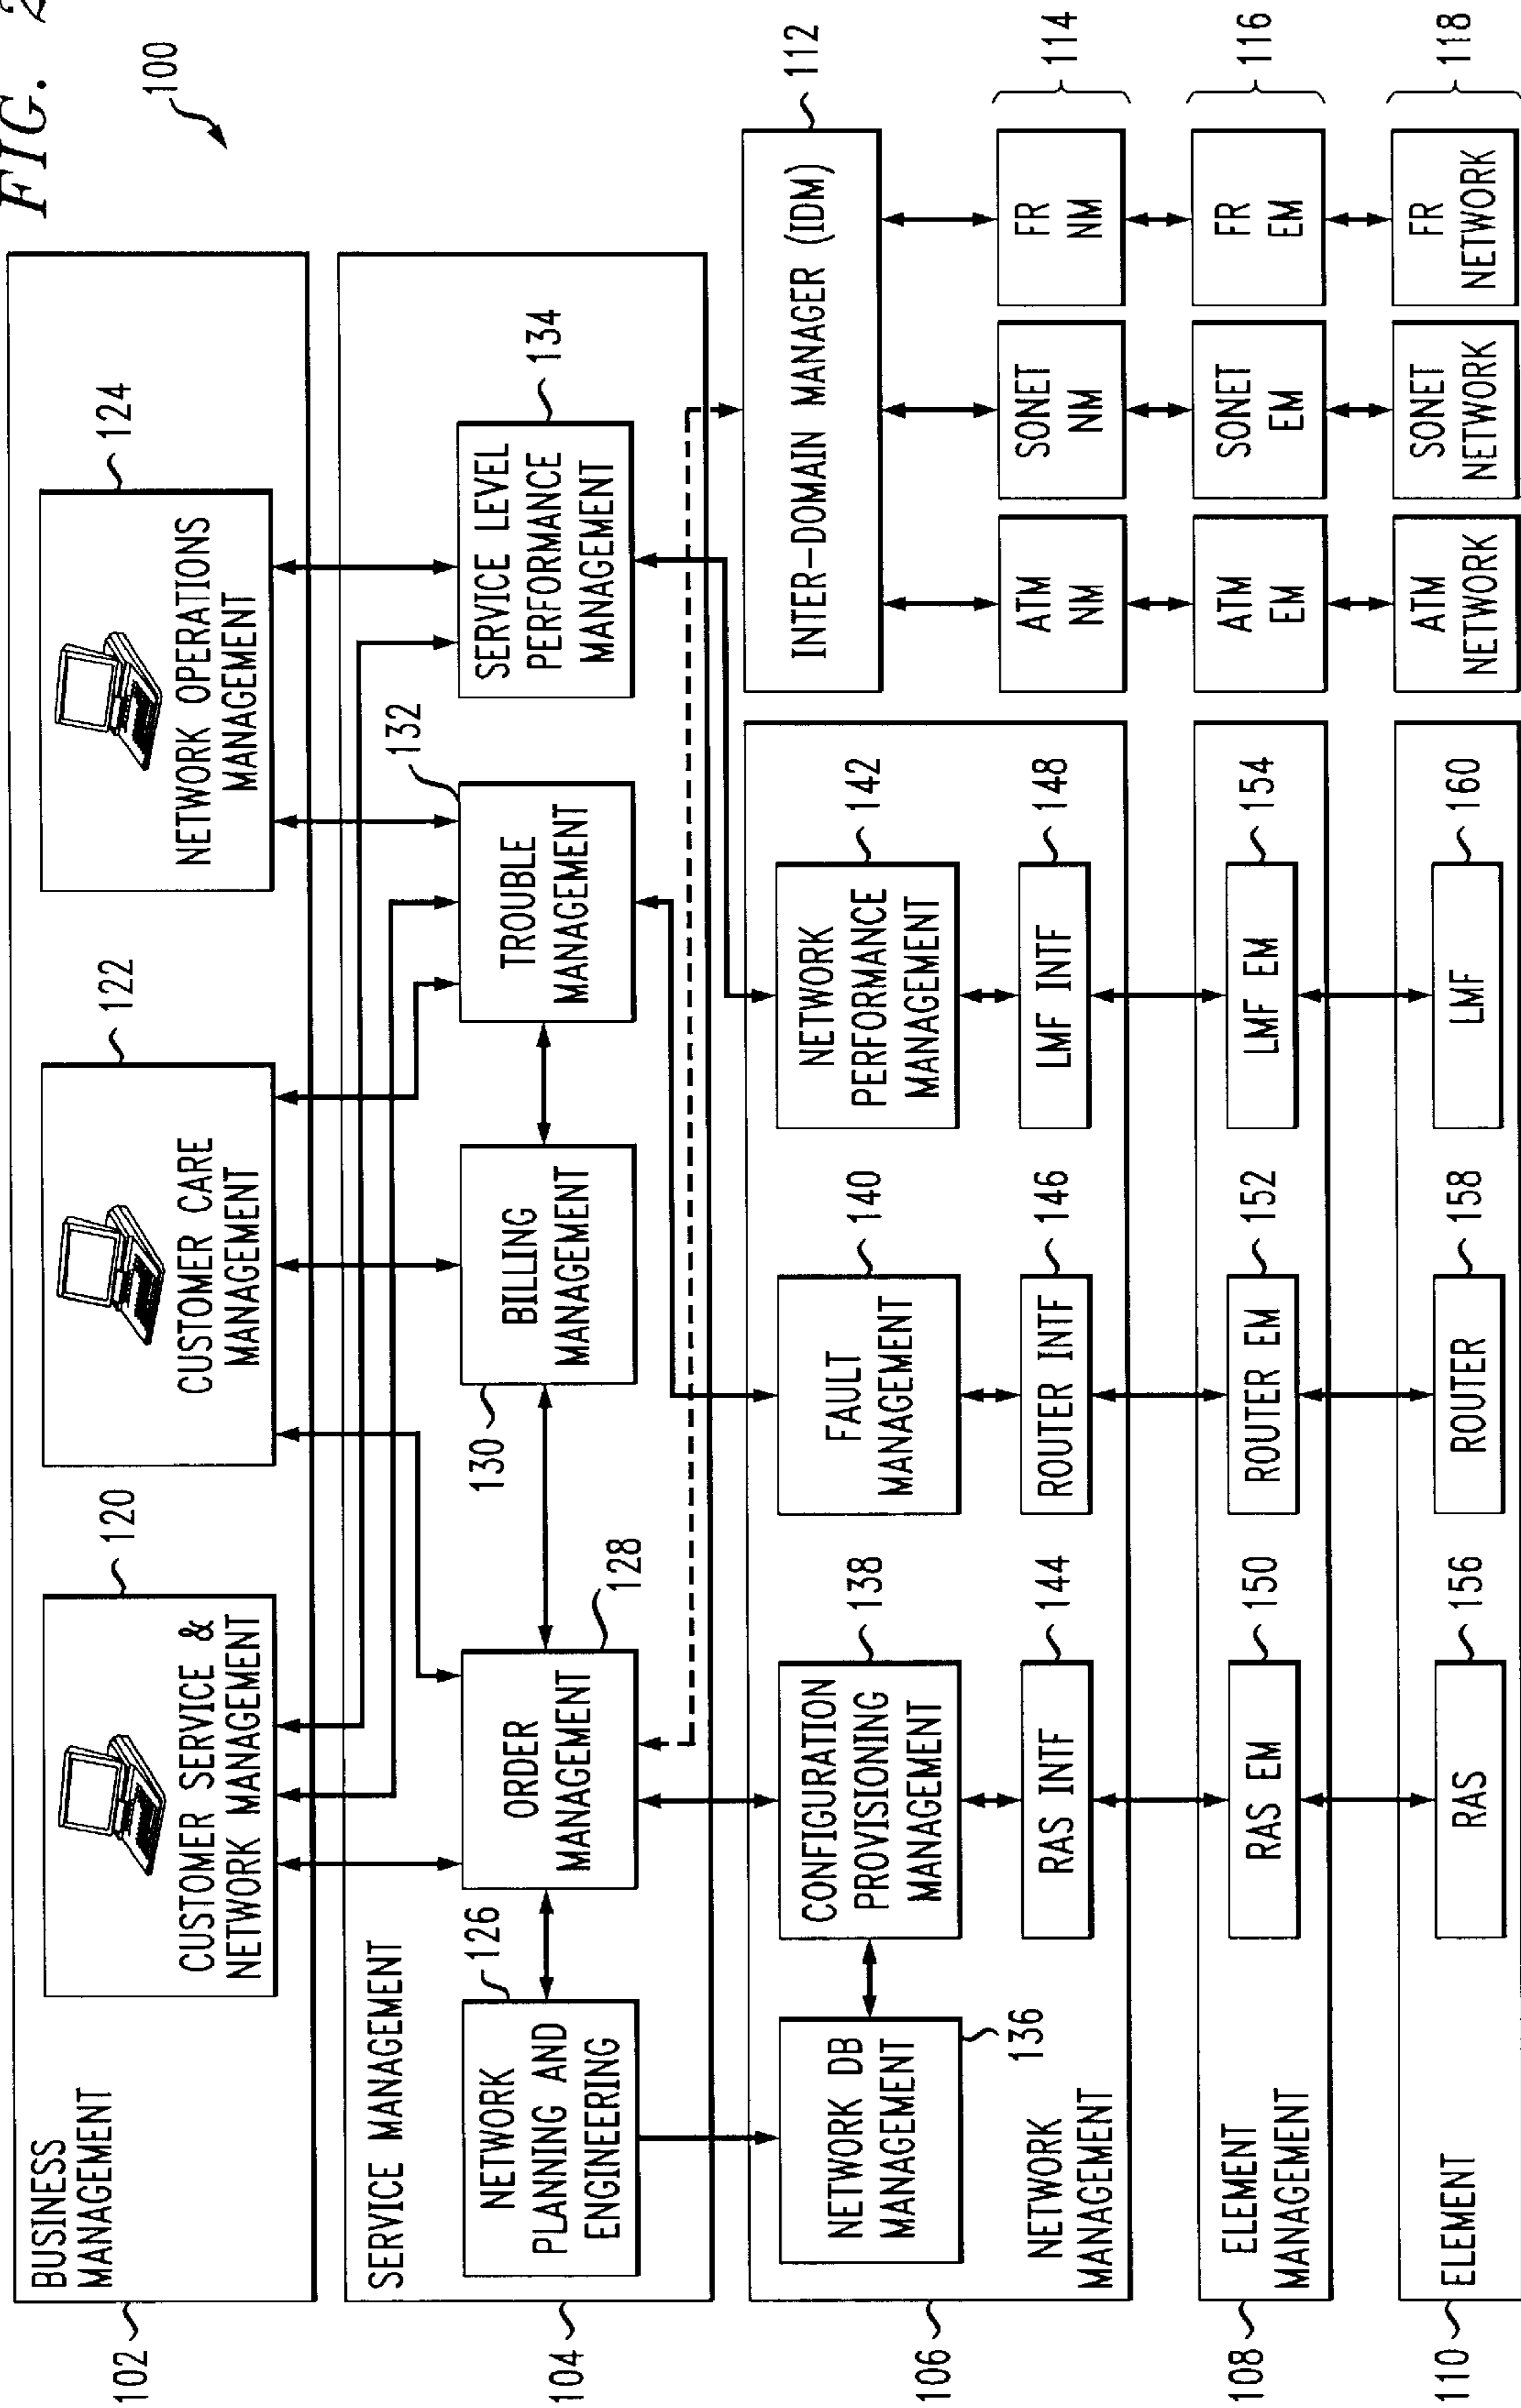 FIG. 2
100
BUSINESS
MANAGEMENT
102
120
CUSTOMER SERVICE &
NETWORK MANAGEMENT
122
CUSTOMER CARE
MANAGEMENT
124
NETWORK OPERATIONS
MANAGEMENT
SERVICE MANAGEMENT
104
126
NETWORK
PLANNING AND
ENGINEERING
128
ORDER
MANAGEMENT
130
BILLING
MANAGEMENT
132
TROUBLE
MANAGEMENT
134
SERVICE LEVEL
PERFORMANCE
MANAGEMENT
106
NETWORK
MANAGEMENT
136
NETWORK DB
MANAGEMENT
138
CONFIGURATION
PROVISIONING
MANAGEMENT
140
FAULT
MANAGEMENT
142
NETWORK
PERFORMANCE
MANAGEMENT
144
RAS INTF
146
ROUTER INTF
148
LMF INTF
112
INTER-DOMAIN MANAGER (IDM)
ATM
NM
SONET
NM
FR
NM
114
108
ELEMENT
MANAGEMENT
150
RAS EM
152
ROUTER EM
154
LMF EM
ATM
EM
SONET
EM
FR
EM
116
110
ELEMENT
156
RAS
158
ROUTER
160
LMF
ATM
NETWORK
SONET
NETWORK
FR
NETWORK
118